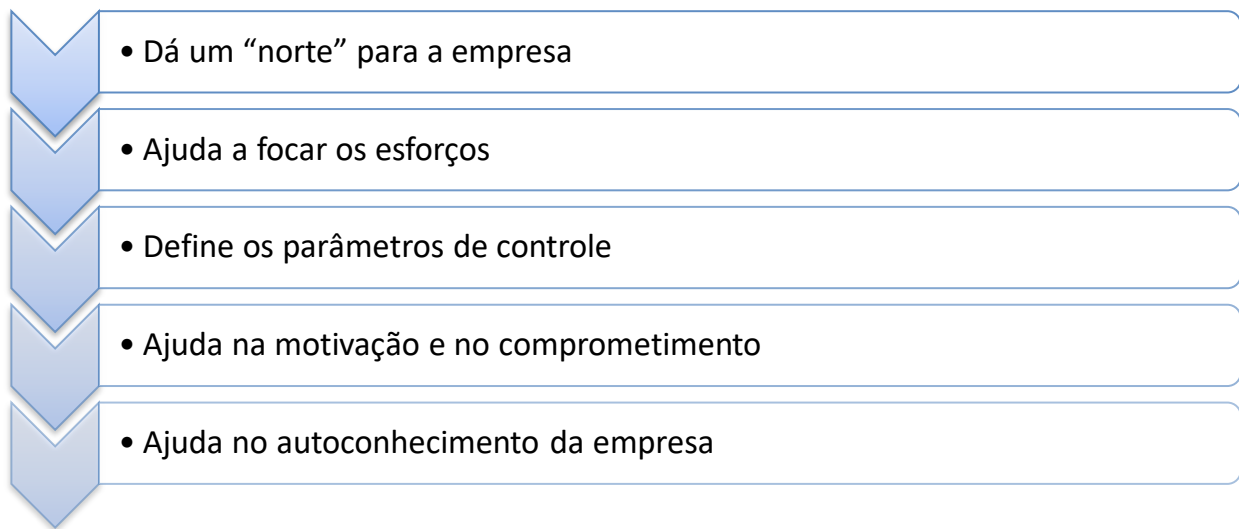 • Dá um “norte” para a empresa
• Ajuda a focar os esforços
• Define os parâmetros de controle
• Ajuda na motivação e no comprometimento
• Ajuda no autoconhecimento da empresa